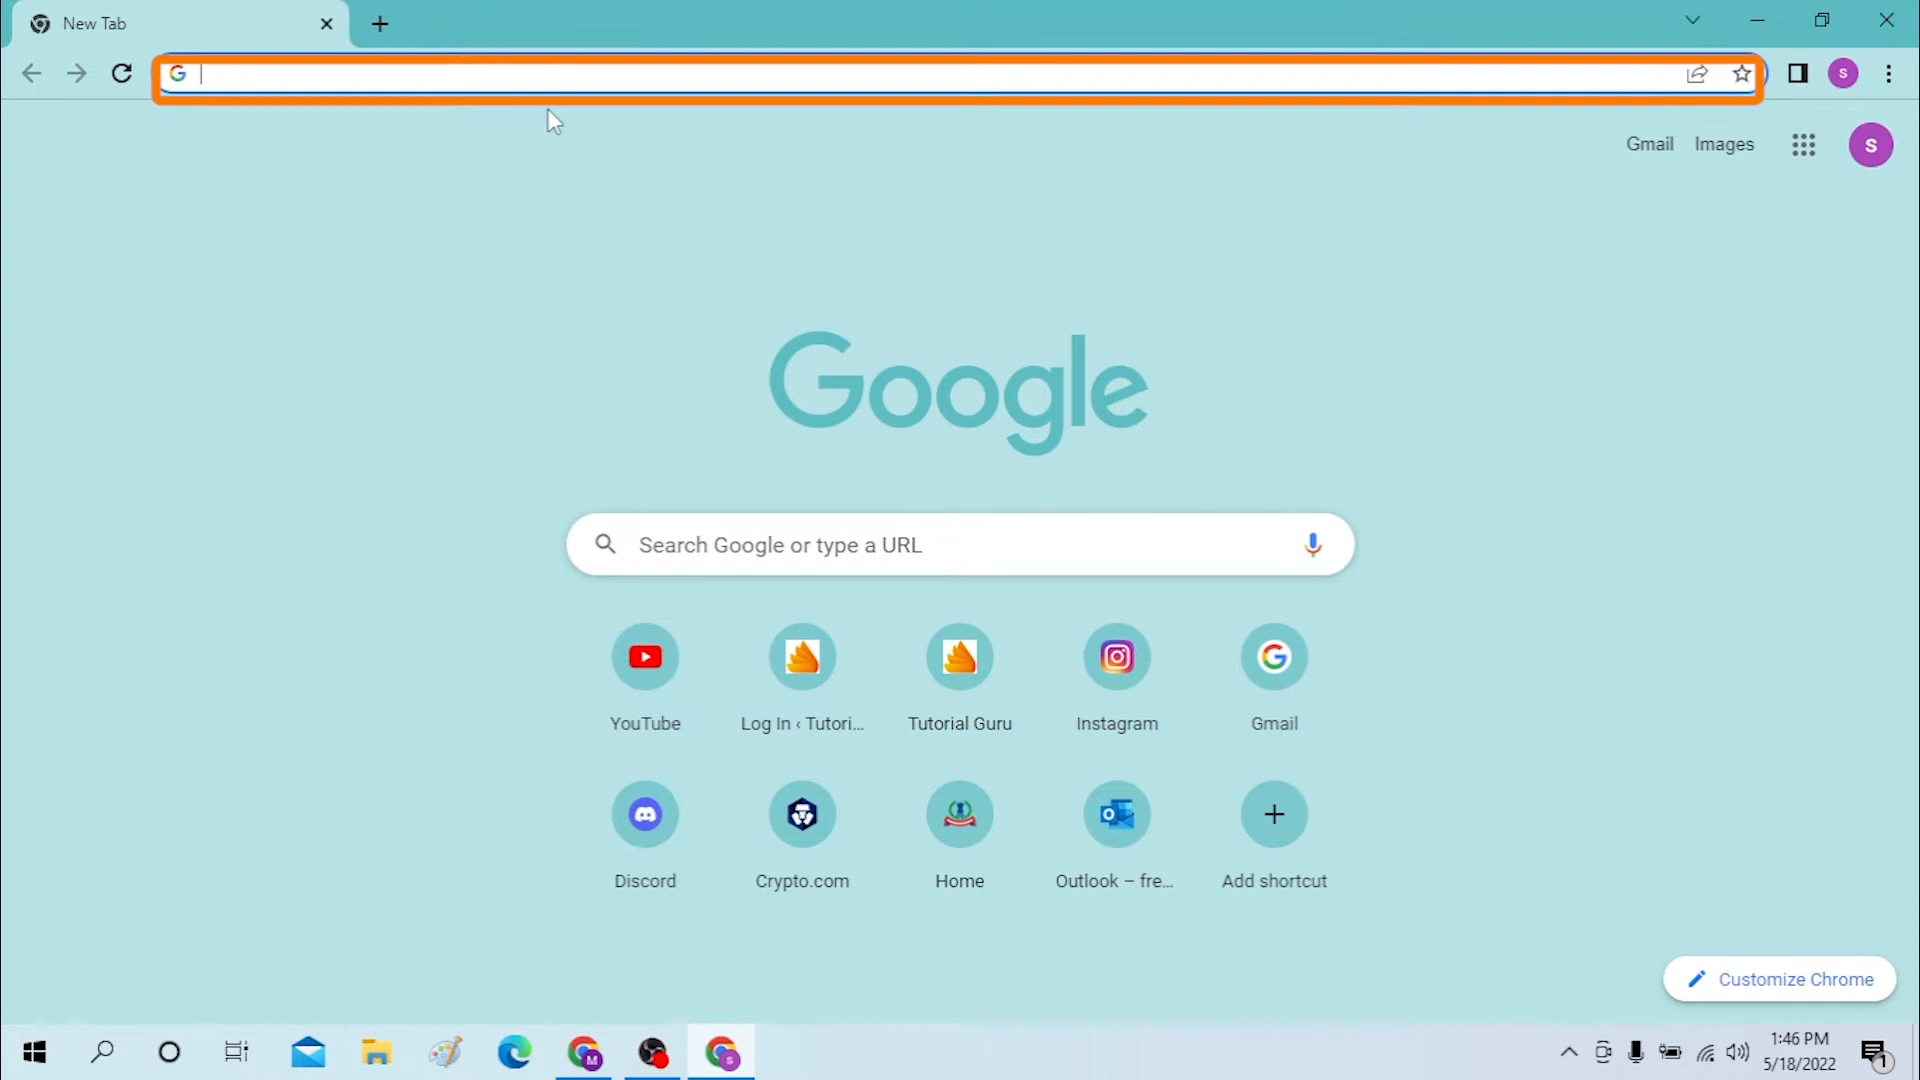 New Tab
S
Gmail Images
S
Google
Search Google or type a URL
YouTube
Log In ‹ Tutori...
Tutorial Guru
Instagram
Gmail
Discord
Crypto.com
Home
Outlook – fre...
Add shortcut
Customize Chrome
M
S
1:46 PM
5/18/2022
1